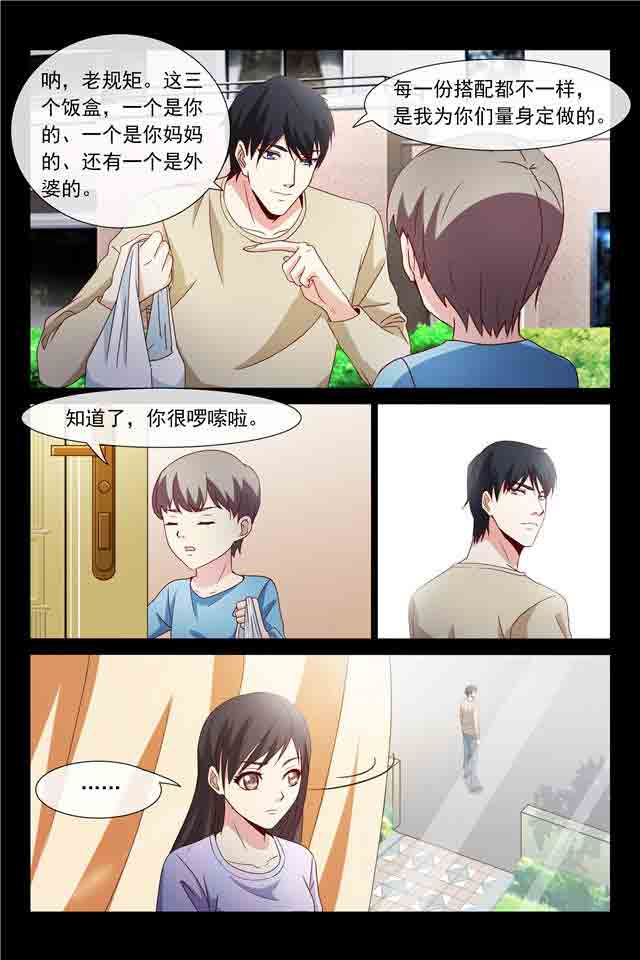 呐，老规矩。这三
个饭盒，一个是你
的、一个是你妈妈
的、还有一个是外
婆的。
每一份搭配都不一样，
是我为你们量身定做的。
知道了，你很啰嗦啦。
……